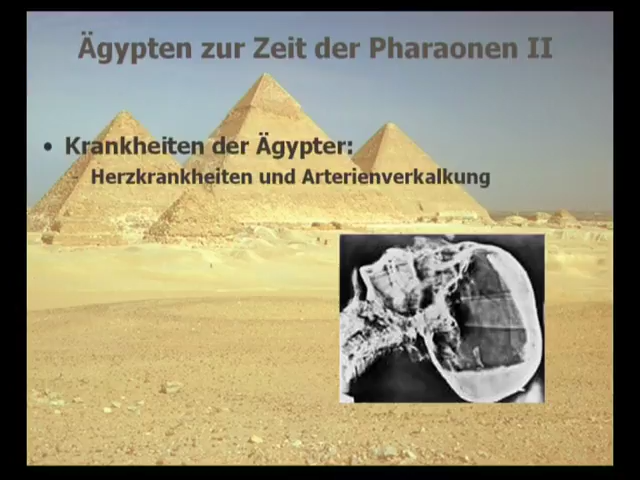 Ägypten zur Zeit der Pharaonen II
• Krankheiten der Ägypter:
- Herzkrankheiten und Arterienverkalkung